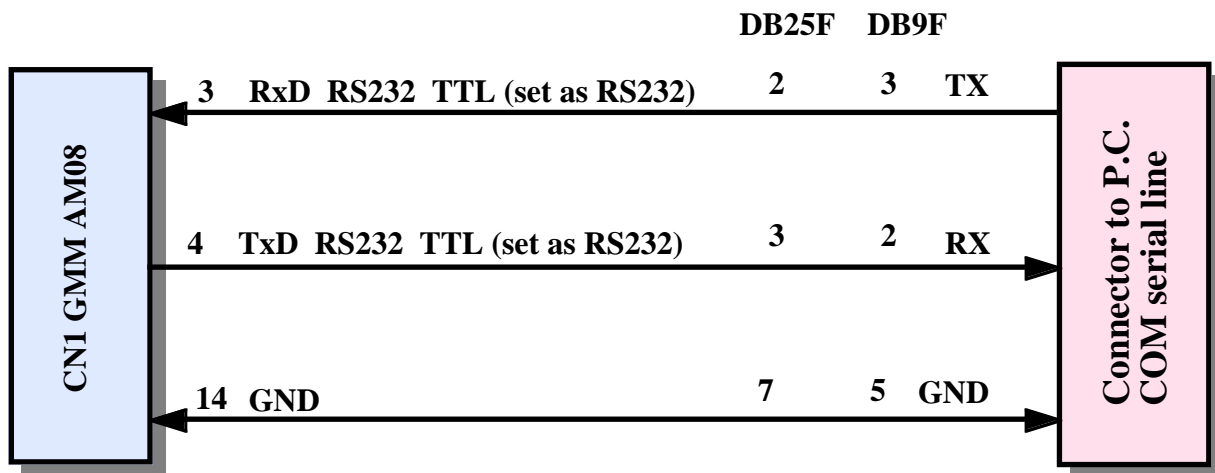 DB25F DB9F
3 RxD RS232 TTL (set as RS232) 2 3 TX
4 TxD RS232 TTL (set as RS232) 3 2 RX
14 GND 7 5 GND
CN1 GMM AM08
Connector to P.C.
COM serial line